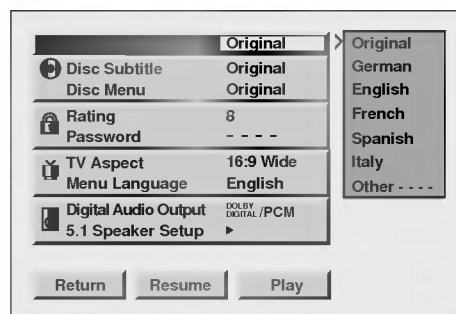 Original
Disc Subtitle Original
Disc Menu Original
Rating 8
Password - - - -
TV Aspect 16:9 Wide
Menu Language English
Digital Audio Output DOLBY DIGITAL /PCM
5.1 Speaker Setup ►
Return Resume Play
Original
German
English
French
Spanish
Italy
Other - - - -